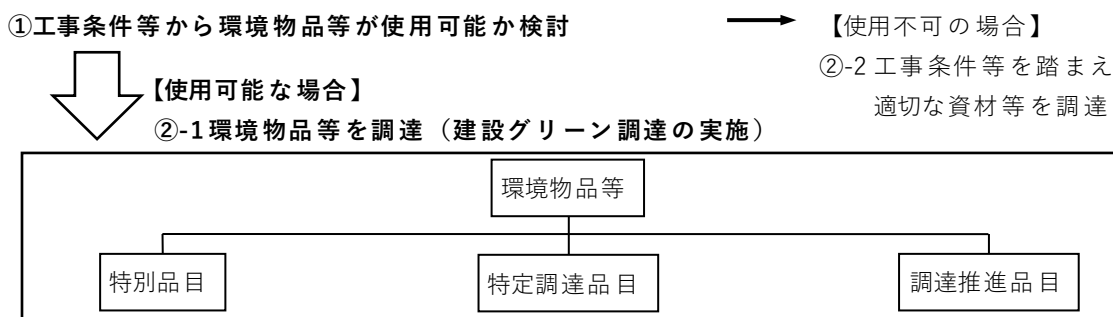 ①工事条件等から環境物品等が使用可能か検討
【使用不可の場合】
②-2 工事条件等を踏まえ
適切な資材等を調達
【使用可能な場合】
②-1環境物品等を調達（建設グリーン調達の実施）
環境物品等
特別品目
特定調達品目
調達推進品目